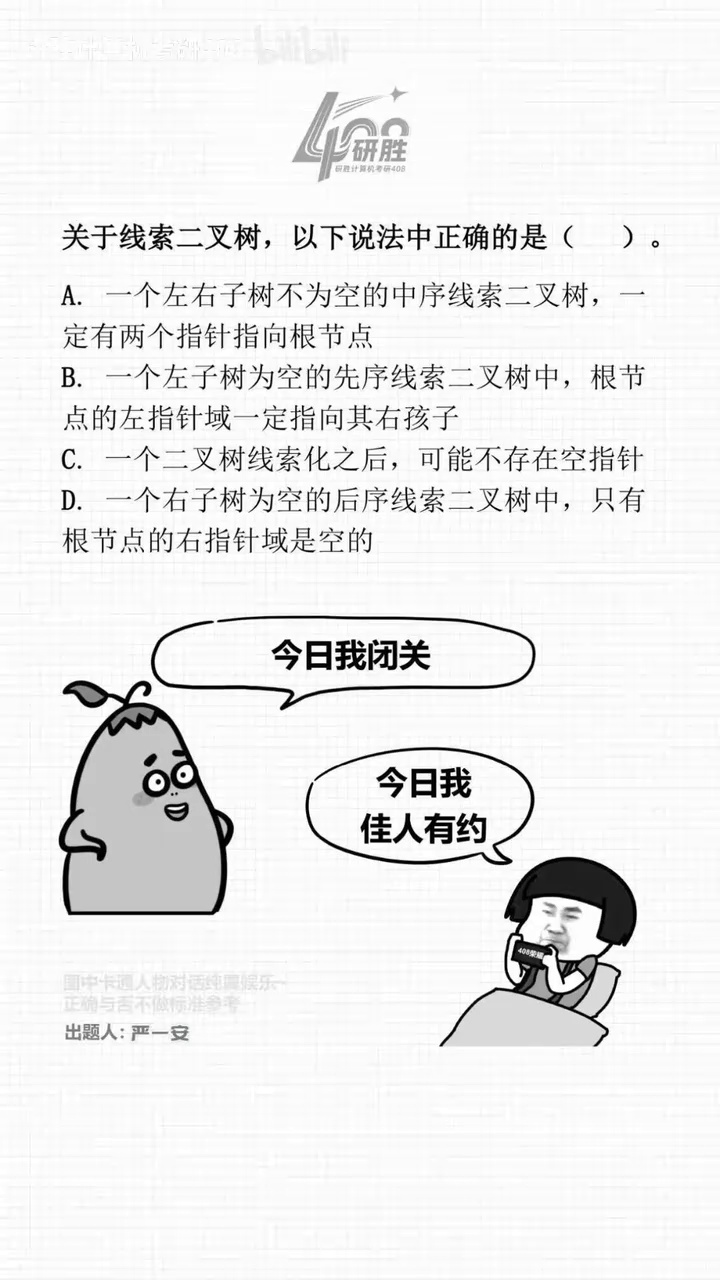 bilibili
408
研胜
研胜计算机考研408
关于线索二叉树，以下说法中正确的是（    ）。
A. 一个左右子树不为空的中序线索二叉树，一
定有两个指针指向根节点
B. 一个左子树为空的先序线索二叉树中，根节
点的左指针域一定指向其右孩子
C. 一个二叉树线索化之后，可能不存在空指针
D. 一个右子树为空的后序线索二叉树中，只有
根节点的右指针域是空的
今日我闭关
今日我
佳人有约
图中卡通人物对话纯属娱乐~
正确与否不做标准参考
出题人：严一安